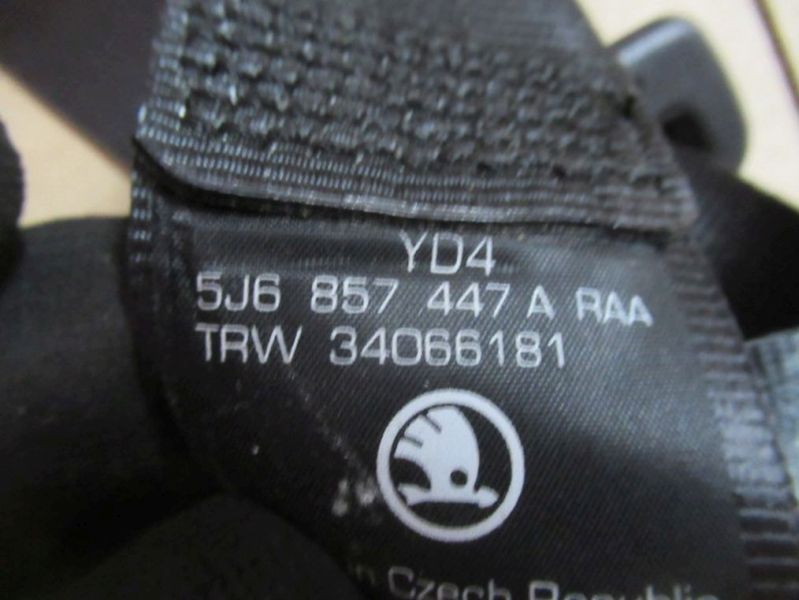 YD4
5J6 857 447 A RAA
TRW 34066181
Czech Republic